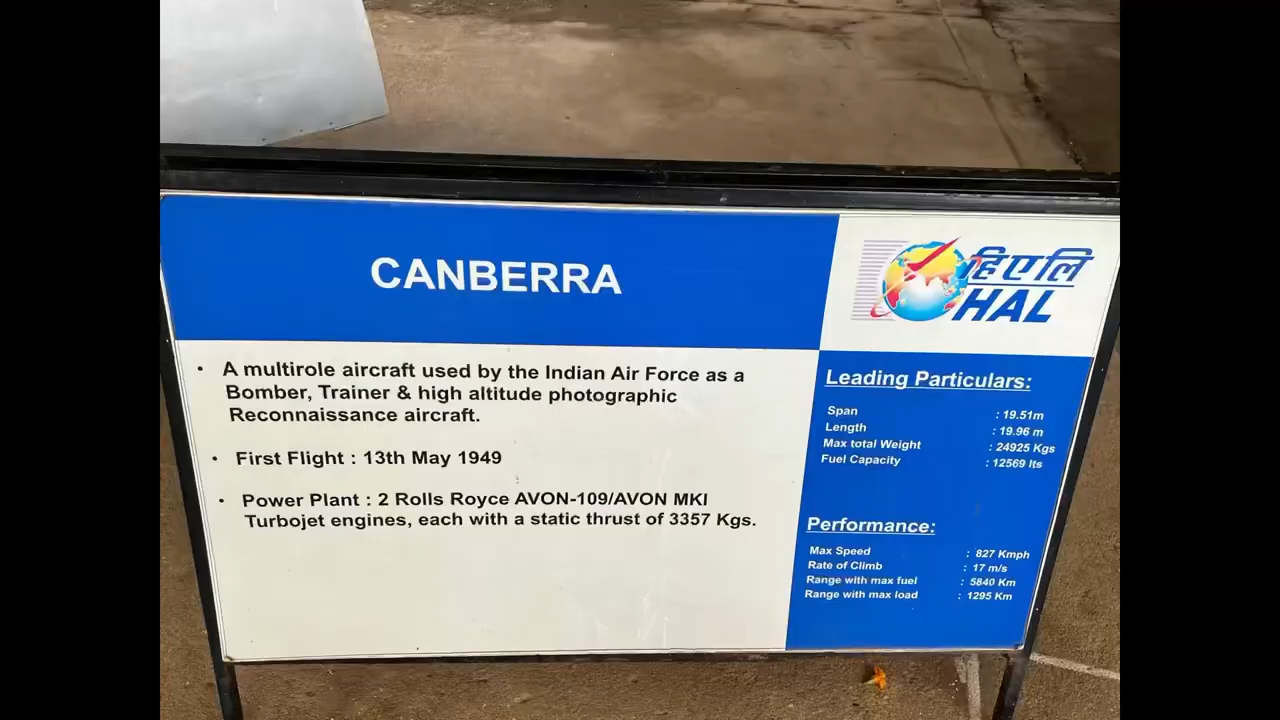 CANBERRA
हिएलि
HAL
• A multirole aircraft used by the Indian Air Force as a
Bomber, Trainer & high altitude photographic
Reconnaissance aircraft.
• First Flight : 13th May 1949
• Power Plant : 2 Rolls Royce AVON-109/AVON MKI
Turbojet engines, each with a static thrust of 3357 Kgs.
Leading Particulars:
Span : 19.51m
Length : 19.96 m
Max total Weight : 24925 Kgs
Fuel Capacity : 12569 lts
Performance:
Max Speed : 827 Kmph
Rate of Climb : 17 m/s
Range with max fuel : 5840 Km
Range with max load : 1295 Km